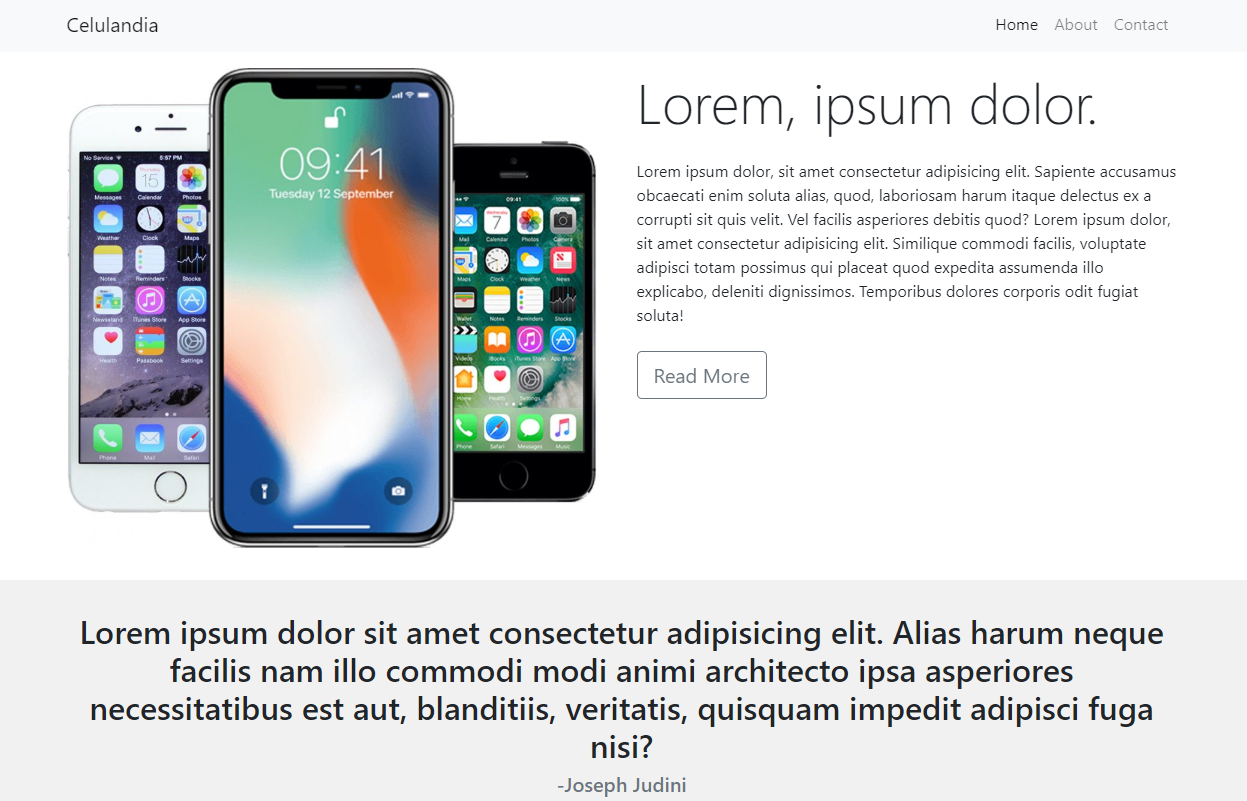 Celulandia
Home About Contact
Lorem, ipsum dolor.
Lorem ipsum dolor, sit amet consectetur adipisicing elit. Sapiente accusamus
obcaecati enim soluta alias, quod, laboriosam harum itaque delectus ex a
corrupti sit quis velit. Vel facilis asperiores debitis quod? Lorem ipsum dolor,
sit amet consectetur adipisicing elit. Similique commodi facilis, voluptate
adipisci totam possimus qui placeat quod expedita assumenda illo
explicabo, deleniti dignissimos. Temporibus dolores corporis odit fugiat
soluta!
Read More
No Service 5:57 PM
Thursday
15
Messages Calendar Photos
Weather Clock Maps
Notes Reminders Stocks
Newsstand iTunes Store App Store
Health Passbook Settings
Phone Mail Safari
09:41
Tuesday 12 September
09:41 100%
Wednesday
7
Mail Calendar Photos Camera
Maps Clock Weather News
Wallet Notes Reminders Stocks
Videos iBooks iTunes Store App Store
Home Health Settings
Phone Safari Messages Music
Lorem ipsum dolor sit amet consectetur adipisicing elit. Alias harum neque
facilis nam illo commodi modi animi architecto ipsa asperiores
necessitatibus est aut, blanditiis, veritatis, quisquam impedit adipisci fuga
nisi?
-Joseph Judini